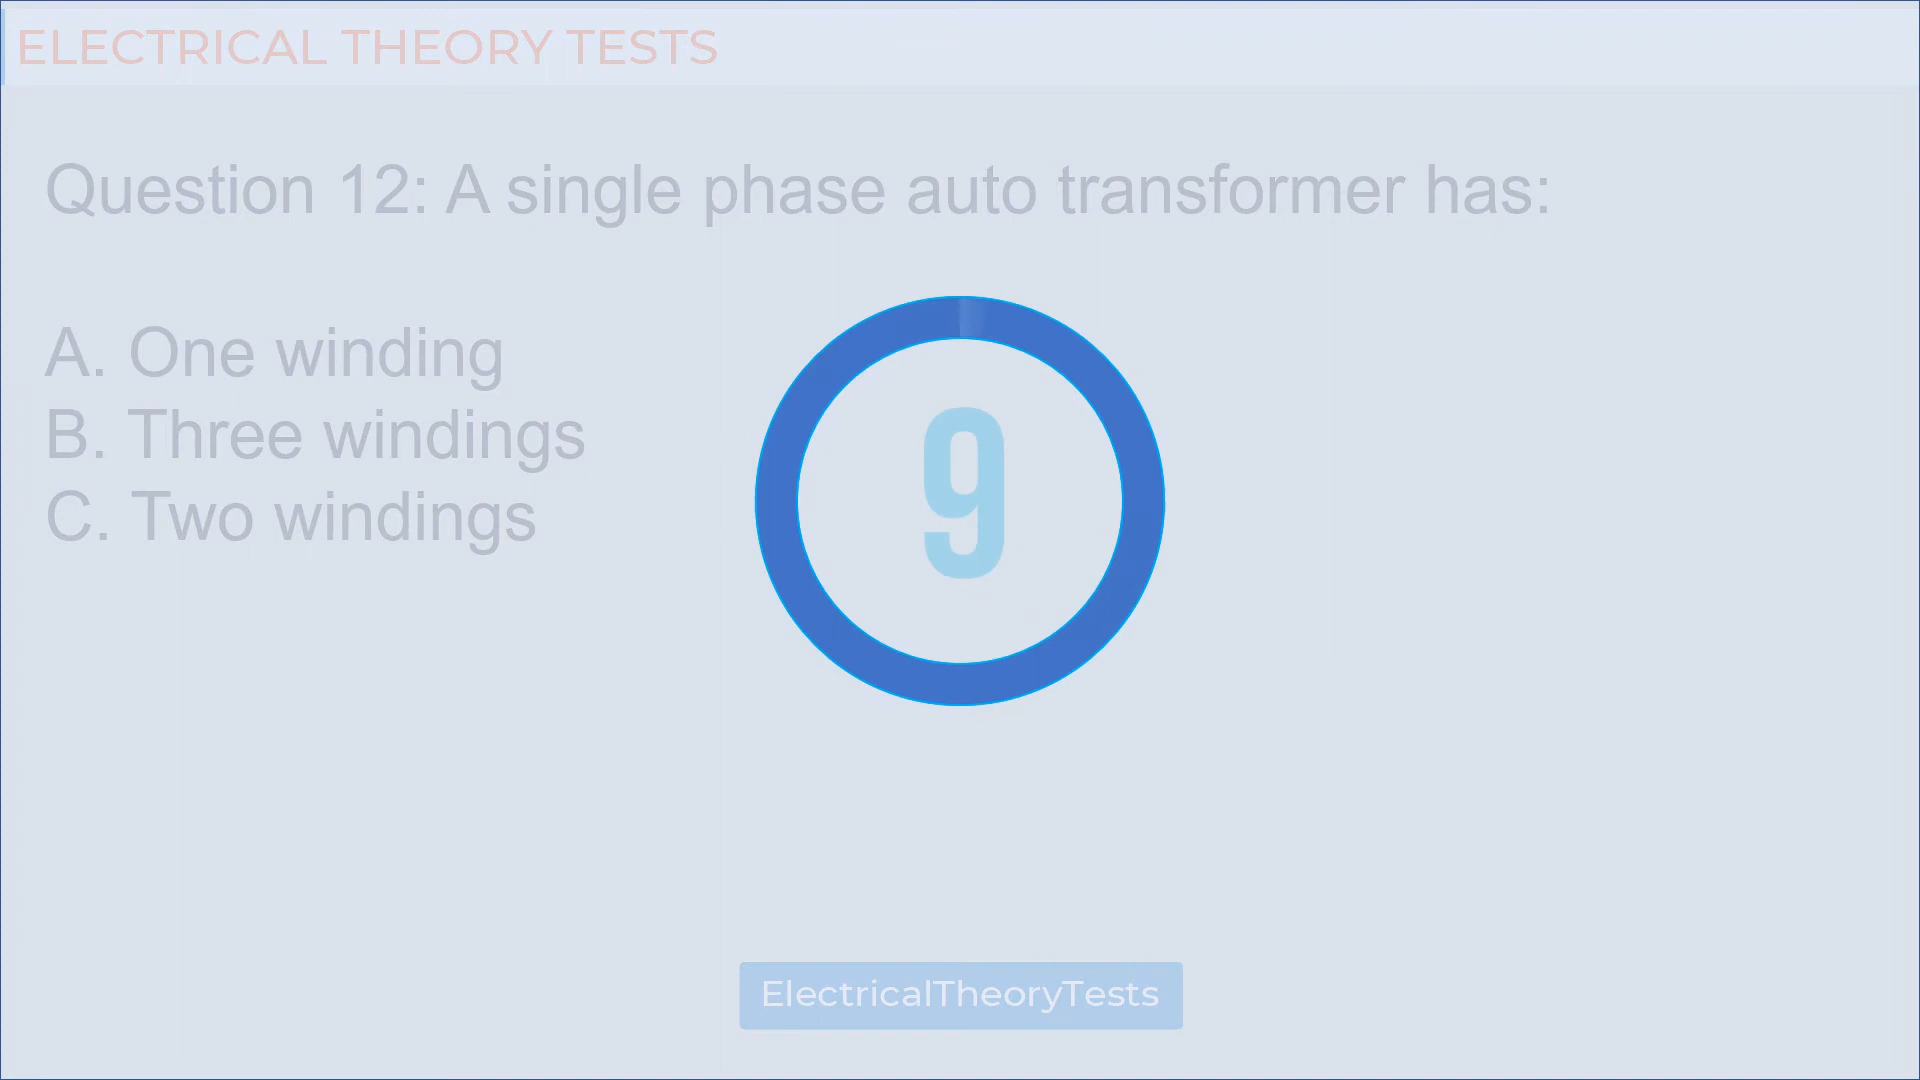 ELECTRICAL THEORY TESTS
Question 12: A single phase auto transformer has:
A. One winding
B. Three windings
C. Two windings
9
ElectricalTheoryTests